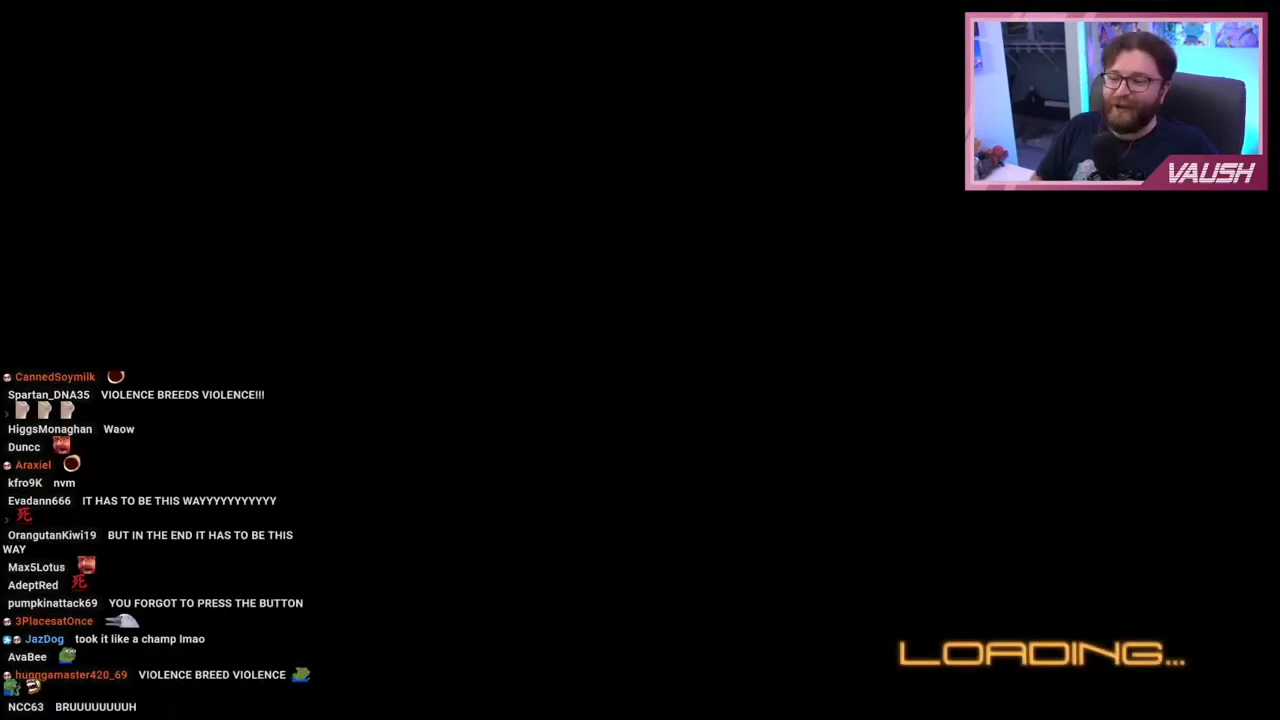 VAUSH
CannedSoymilk
Spartan_DNA35 VIOLENCE BREEDS VIOLENCE!!!
HiggsMonaghan Waow
Duncc
Araxiel
kfro9K nvm
Evadann666 IT HAS TO BE THIS WAYYYYYYYYYY
死
OrangutanKiwi19 BUT IN THE END IT HAS TO BE THIS
WAY
Max5Lotus
AdeptRed 死
pumpkinattack69 YOU FORGOT TO PRESS THE BUTTON
3PlacesatOnce
JazDog took it like a champ lmao
AvaBee
hunngamaster420_69 VIOLENCE BREED VIOLENCE
NCC63 BRUUUUUUUUH
LOADING...